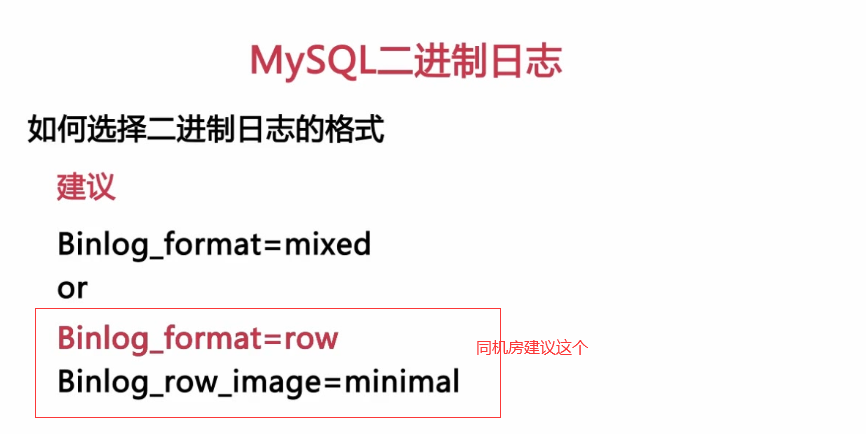 MySQL二进制日志
如何选择二进制日志的格式
建议
Binlog_format=mixed
or
Binlog_format=row
同机房建议这个
Binlog_row_image=minimal